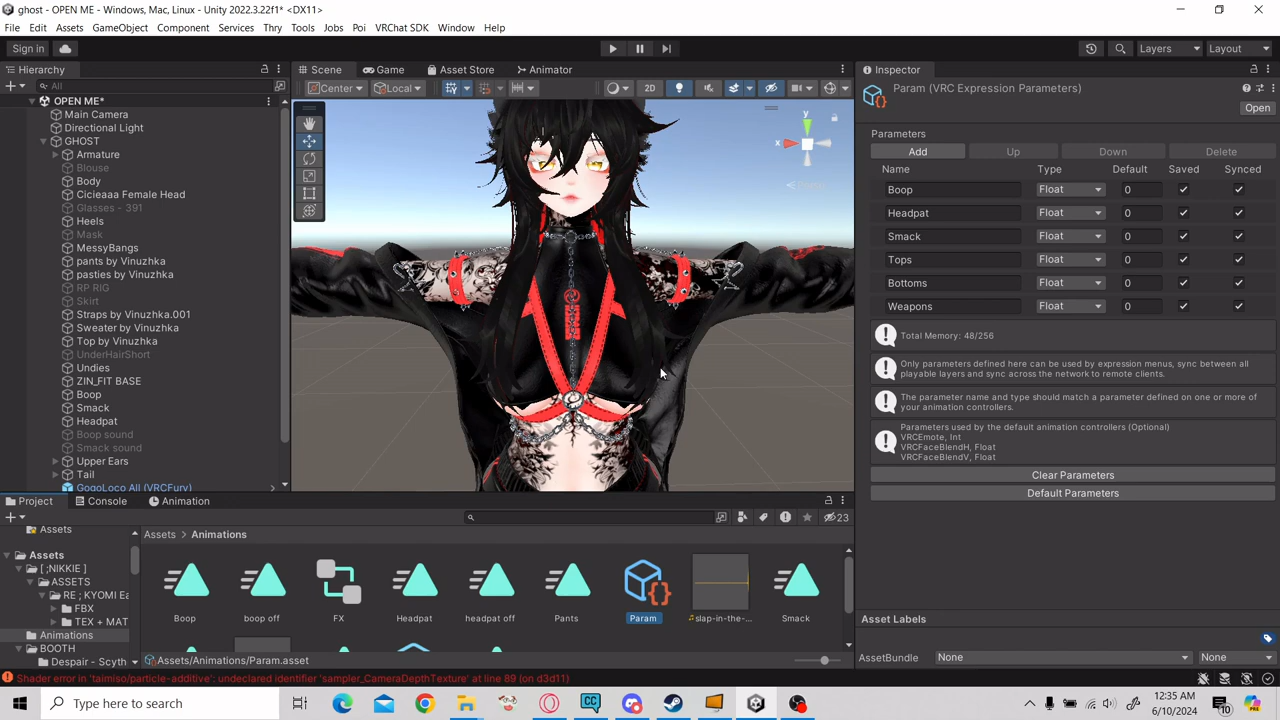 ghost - OPEN ME - Windows, Mac, Linux - Unity 2022.3.22f1* <DX11>
File Edit Assets GameObject Component Services Thry Tools Jobs Poi VRChat SDK Window Help
Sign in Layers Layout
Hierarchy
All
OPEN ME*
Main Camera
Directional Light
GHOST
Armature
Blouse
Body
Cicieaaa Female Head
Glasses - 391
Heels
Mask
MessyBangs
pants by Vinuzhka
pasties by Vinuzhka
RP RIG
Skirt
Straps by Vinuzhka.001
Sweater by Vinuzhka
Top by Vinuzhka
UnderHairShort
Undies
ZIN_FIT BASE
Boop
Smack
Headpat
Boop sound
Smack sound
Upper Ears
Tail
GogoLoco All (VRCFury)
Scene Game Asset Store Animator
Center Local 2D
y
x
Inspector
Param (VRC Expression Parameters)
Open
Parameters
Add Up Down Delete
Name Type Default Saved Synced
Boop Float 0
Headpat Float 0
Smack Float 0
Tops Float 0
Bottoms Float 0
Weapons Float 0
Total Memory: 48/256
Only parameters defined here can be used by expression menus, sync between all
playable layers and sync across the network to remote clients.
The parameter name and type should match a parameter defined on one or more of
your animation controllers.
Parameters used by the default animation controllers (Optional)
VRCEmote, Int
VRCFaceBlendH, Float
VRCFaceBlendV, Float
Clear Parameters
Default Parameters
Asset Labels
AssetBundle None None
Project Console Animation
23
Assets
Assets
[ ;NIKKIE ]
ASSETS
RE ; KYOMI Ea
FBX
TEX + MAT
Animations
BOOTH
Despair - Scyth
Assets > Animations
Boop boop off FX Headpat headpat off Pants Param slap-in-the-... Smack
Assets/Animations/Param.asset
Shader error in 'taimiso/particle-additive': undeclared identifier 'sampler_CameraDepthTexture' at line 89 (on d3d11)
Type here to search
CC
12:35 AM
6/10/2024
10